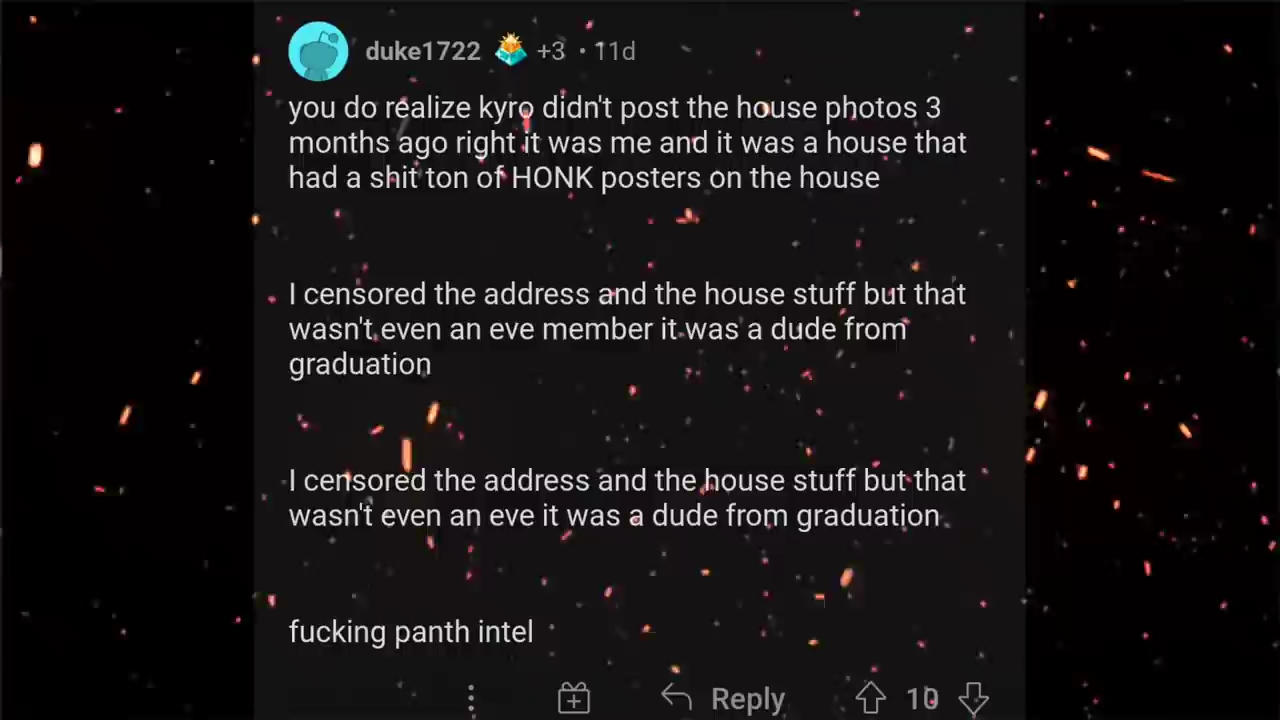 duke1722 +3 • 11d
you do realize kyro didn't post the house photos 3
months ago right it was me and it was a house that
had a shit ton of HONK posters on the house
I censored the address and the house stuff but that
wasn't even an eve member it was a dude from
graduation
I censored the address and the house stuff but that
wasn't even an eve it was a dude from graduation
fucking panth intel
Reply 10